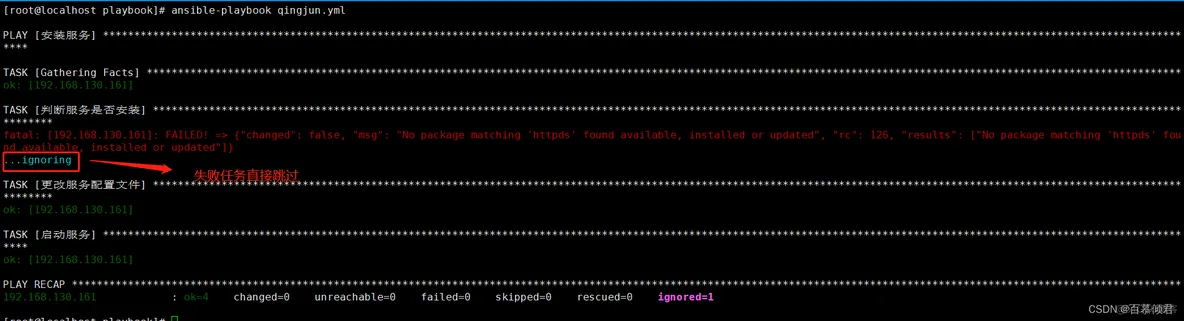 [root@localhost playbook]# ansible-playbook qingjun.yml
PLAY [安装服务] ****************************************************************************************************************************************************************************
****
TASK [Gathering Facts] *********************************************************************************************************************************************************************
ok: [192.168.130.161]
TASK [判断服务是否安装] ********************************************************************************************************************************************************************
********
fatal: [192.168.130.161]: FAILED! => {"changed": false, "msg": "No package matching 'httpds' found available, installed or updated", "rc": 126, "results": ["No package matching 'httpds' fou
nd available, installed or updated"]}
...ignoring
失败任务直接跳过
TASK [更改服务配置文件] ********************************************************************************************************************************************************************
********
ok: [192.168.130.161]
TASK [启动服务] ****************************************************************************************************************************************************************************
****
ok: [192.168.130.161]
PLAY RECAP *********************************************************************************************************************************************************************************
192.168.130.161 : ok=4 changed=0 unreachable=0 failed=0 skipped=0 rescued=0 ignored=1
CSDN @百慕倾君
[root@localhost playbook]#